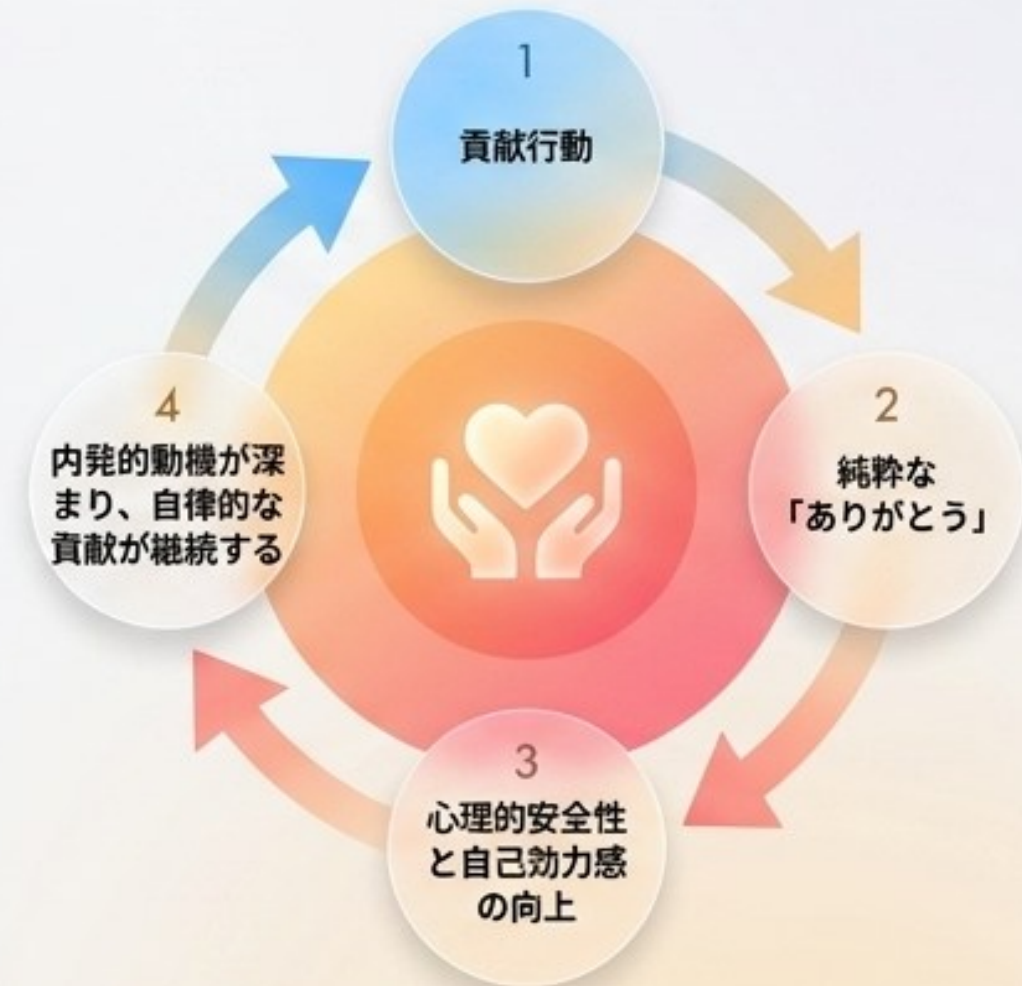 1
貢献行動
2
純粋な
「ありがとう」
3
心理的安全性
と自己効力感
の向上
4
内発的動機が深
まり、自律的な
貢献が継続する